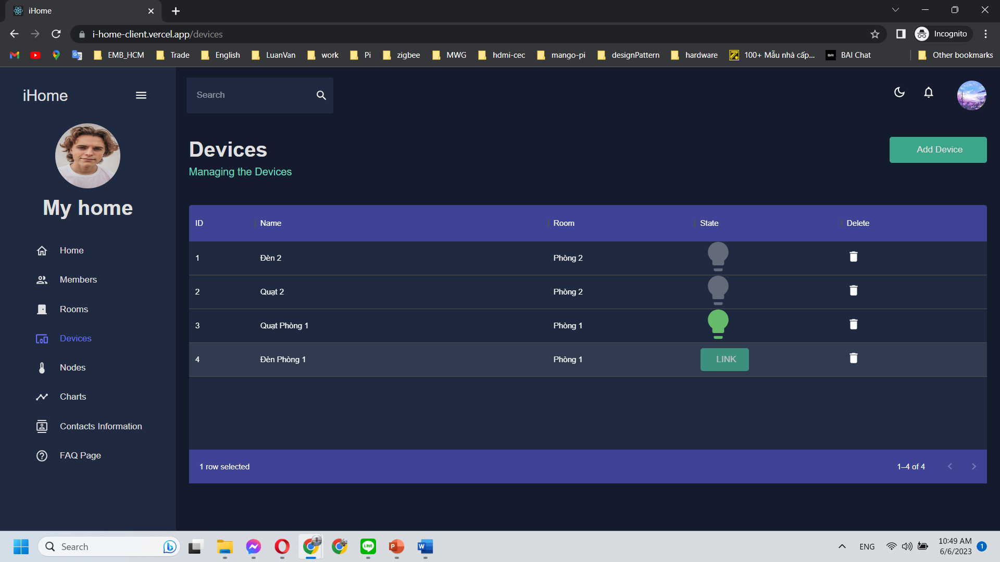 iHome
i-home-client.vercel.app/devices
Incognito
EMB_HCM
Trade
English
LuanVan
work
Pi
zigbee
MWG
hdmi-cec
mango-pi
designPattern
hardware
100+ Mẫu nhà cấp...
BAI Chat
Other bookmarks
iHome
Search
My home
Home
Members
Rooms
Devices
Nodes
Charts
Contacts Information
FAQ Page
Devices
Managing the Devices
Add Device
ID Name Room State Delete
1 Đèn 2 Phòng 2
2 Quạt 2 Phòng 2
3 Quạt Phòng 1 Phòng 1
4 Đèn Phòng 1 Phòng 1 LINK
1 row selected
1–4 of 4
Search
ENG
10:49 AM
6/6/2023
1